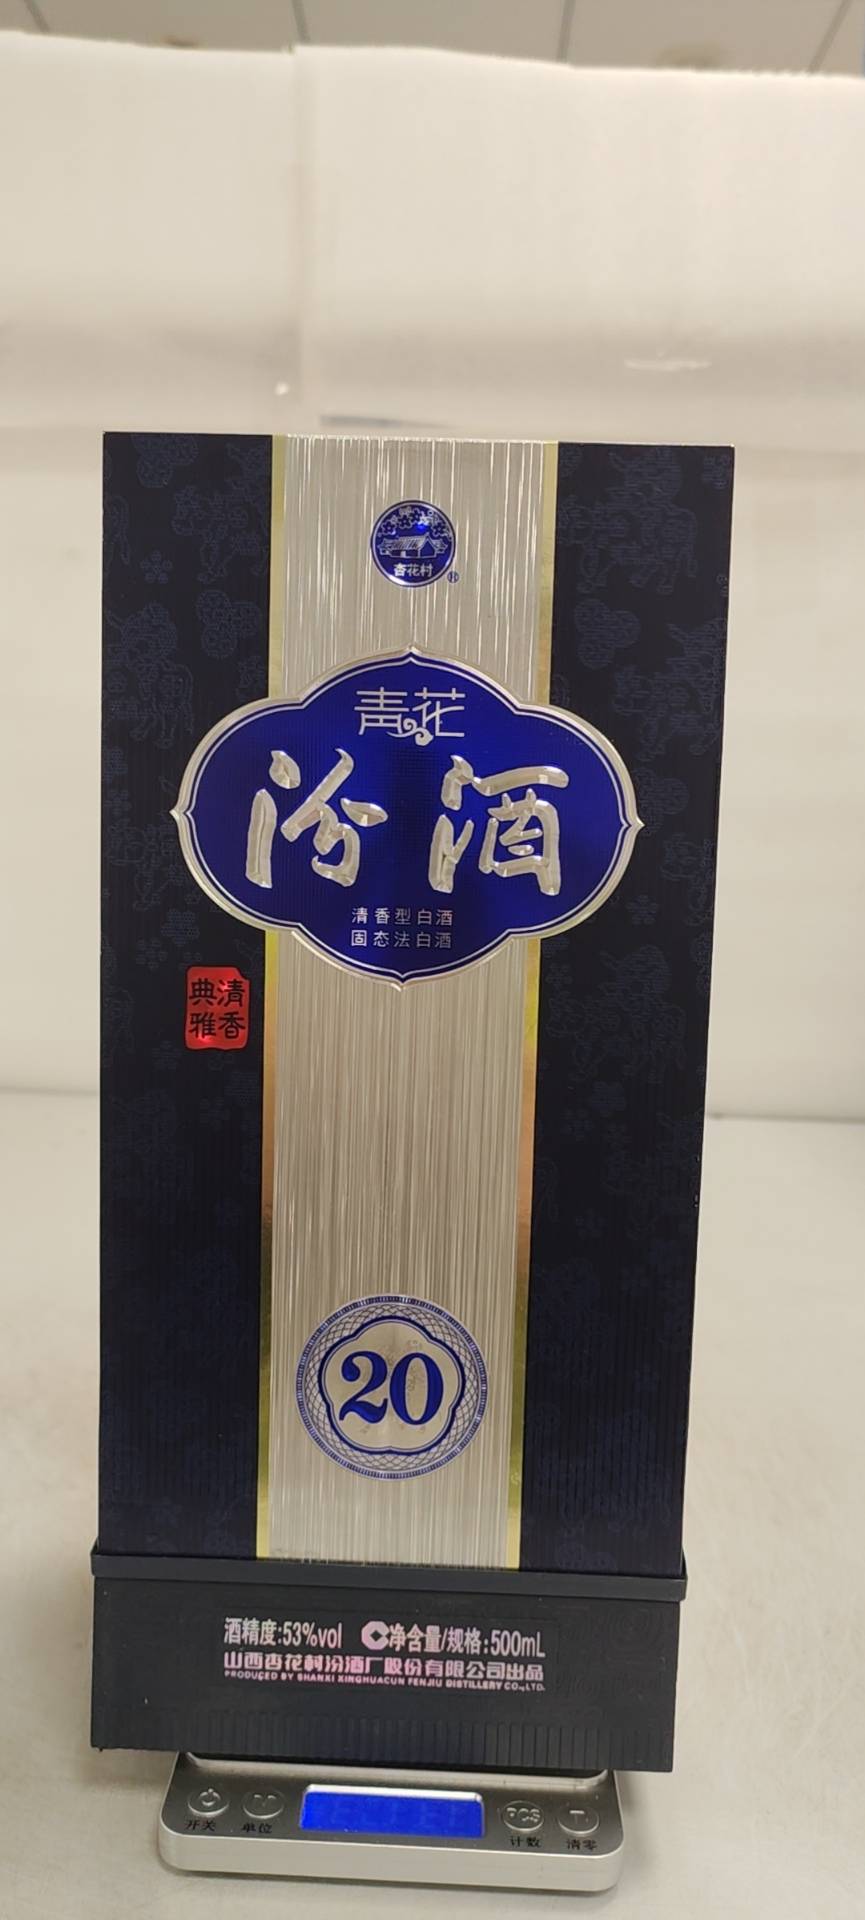 杏花村
®
青花
汾酒
清香型白酒
固态法白酒
清香
典雅
20
酒精度:53%vol 净含量/规格:500mL
山西杏花村汾酒厂股份有限公司出品
PRODUCED BY SHANXI XINGHUACUN FENJIU DISTILLERY CO.,LTD.
开关 单位 PCS 计数 清零